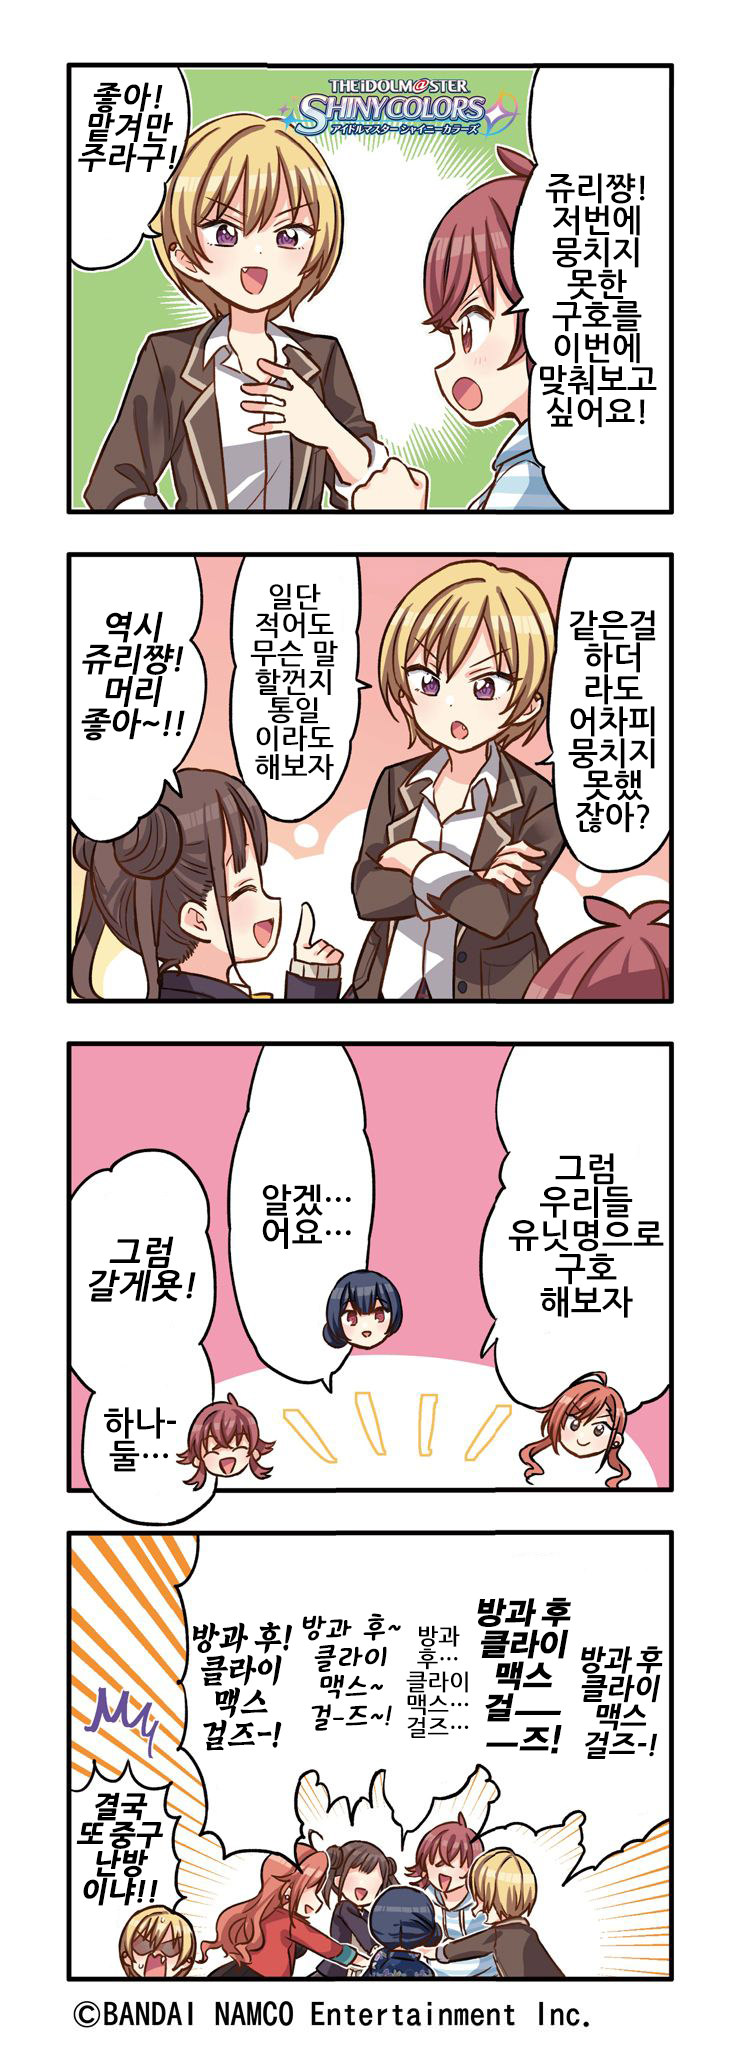 THE iDOLM@STER
SHINY COLORS
アイドルマスター シャイニーカラーズ
쥬리쨩!
저번에
뭉치지
못한
구호를
이번에
맞춰보고
싶어요!
좋아!
맡겨만
주라구!
같은걸
하더
라도
어차피
뭉치지
못했
잖아?
일단
적어도
무슨 말
할껀지
통일
이라도
해보자
역시
쥬리쨩!
머리
좋아~!!
그럼
우리들
유닛명으로
구호
해보자
알겠…
어요…
그럼
갈게욧!
하나-
둘…
방과 후
클라이
맥스
걸즈-!
방과 후
클라이
맥스
걸——
—즈!
방과
후…
클라이
맥스…
걸즈…
방과 후~
클라이
맥스~
걸-즈~!
방과 후!
클라이
맥스
걸즈-!
결국
또 중구
난방
이냐!!
©BANDAI NAMCO Entertainment Inc.